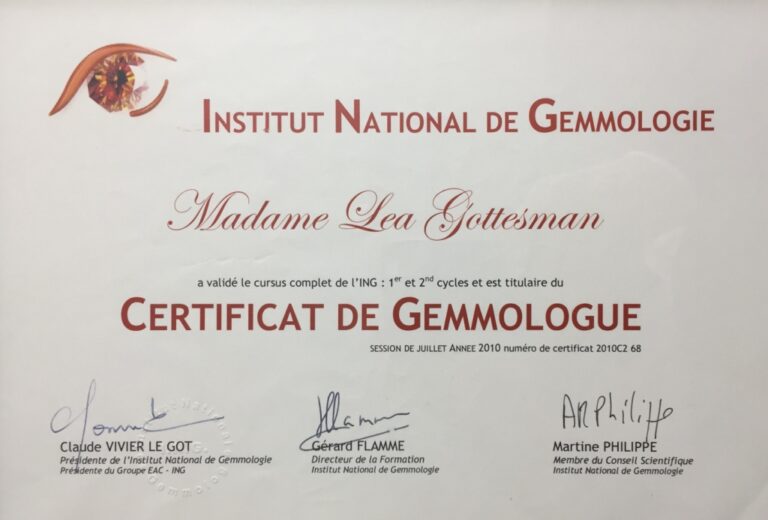 INSTITUT NATIONAL DE GEMMOLOGIE
Madame Lea Gottesman
a validé le cursus complet de l'ING : 1er et 2nd cycles et est titulaire du
CERTIFICAT DE GEMMOLOGUE
SESSION DE JUILLET ANNEE 2010 numéro de certificat 2010C2 68
ARPhilippe
Claude VIVIER LE GOT
Présidente de l'Institut National de Gemmologie
Présidente du Groupe EAC - ING
Gérard FLAMME
Directeur de la Formation
Institut National de Gemmologie
Martine PHILIPPE
Membre du Conseil Scientifique
Institut National de Gemmologie